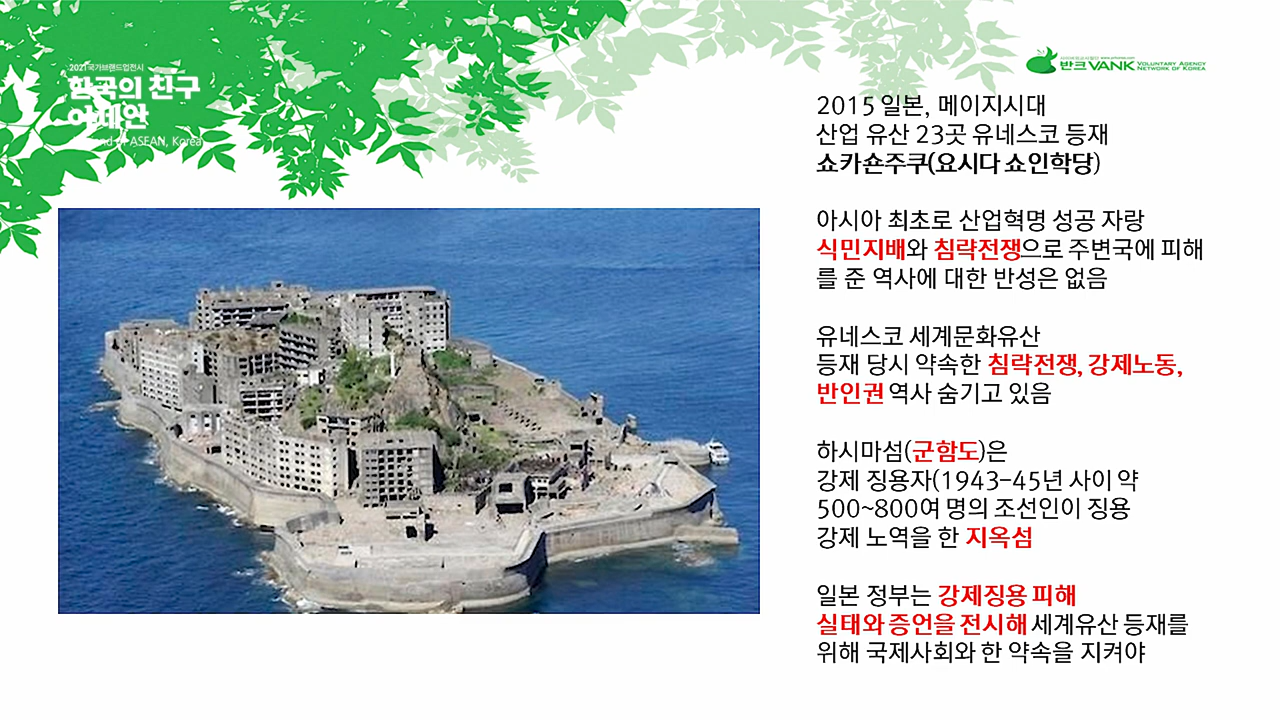 2021국가브랜드업전시
한국의 친구
아세안
of ASEAN, Korea
반크 VANK VOLUNTARY AGENCY
NETWORK OF KOREA
2015 일본, 메이지시대
산업 유산 23곳 유네스코 등재
쇼카손주쿠(요시다 쇼인학당)
아시아 최초로 산업혁명 성공 자랑
식민지배와 침략전쟁으로 주변국에 피해
를 준 역사에 대한 반성은 없음
유네스코 세계문화유산
등재 당시 약속한 침략전쟁, 강제노동,
반인권 역사 숨기고 있음
하시마섬(군함도)은
강제 징용자(1943-45년 사이 약
500~800여 명의 조선인이 징용
강제 노역을 한 지옥섬
일본 정부는 강제징용 피해
실태와 증언을 전시해 세계유산 등재를
위해 국제사회와 한 약속을 지켜야